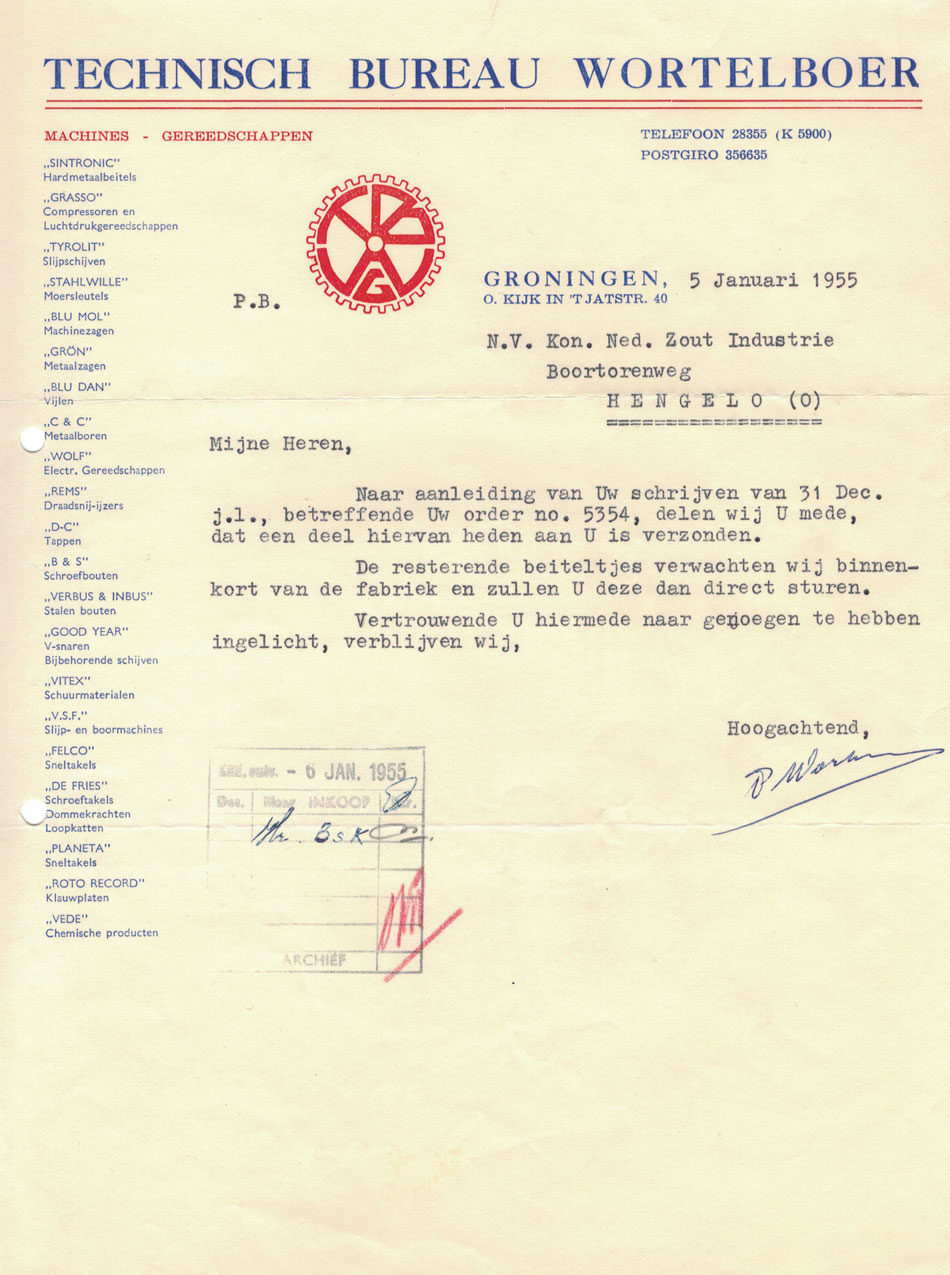 TECHNISCH BUREAU WORTELBOER
MACHINES - GEREEDSCHAPPEN
TELEFOON 28355 (K 5900)
POSTGIRO 356635
„SINTRONIC”
Hardmetaalbeitels
„GRASSO”
Compressoren en
Luchtdrukgereedschappen
„TYROLIT”
Slijpschijven
„STAHLWILLE”
Moersleutels
„BLU MOL”
Machinezagen
„GRÖN”
Metaalzagen
„BLU DAN”
Vijlen
„C & C”
Metaalboren
„WOLF”
Electr. Gereedschappen
„REMS”
Draadsnij-ijzers
„D-C”
Tappen
„B & S”
Schroefbouten
„VERBUS & INBUS”
Stalen bouten
„GOOD YEAR”
V-snaren
Bijbehorende schijven
„VITEX”
Schuurmaterialen
„V.S.F.”
Slijp- en boormachines
„FELCO”
Sneltakels
„DE FRIES”
Schroeftakels
Dommekrachten
Loopkatten
„PLANETA”
Sneltakels
„ROTO RECORD”
Klauwplaten
„VEDE”
Chemische producten
P.B.
GRONINGEN, 5 Januari 1955
O. KIJK IN 'T JATSTR. 40
N.V. Kon. Ned. Zout Industrie
Boortorenweg
H E N G E L O (O)
Mijne Heren,
Naar aanleiding van Uw schrijven van 31 Dec.
j.l., betreffende Uw order no. 5354, delen wij U mede,
dat een deel hiervan heden aan U is verzonden.
De resterende beiteltjes verwachten wij binnen-
kort van de fabriek en zullen U deze dan direct sturen.
Vertrouwende U hiermede naar genoegen te hebben
ingelicht, verblijven wij,
Hoogachtend,
- 6 JAN. 1955
INKOOP
ARCHIEF